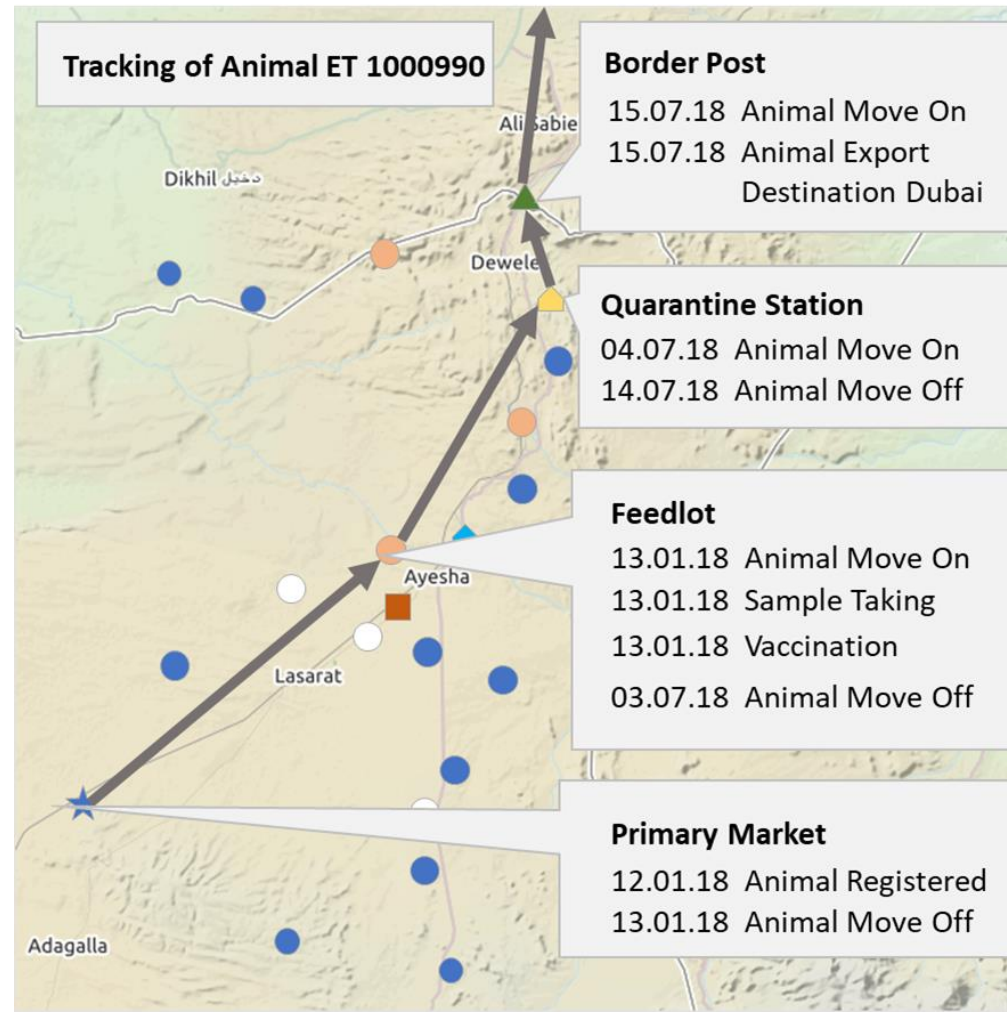 Tracking of Animal ET 1000990
Border Post
15.07.18 Animal Move On
15.07.18 Animal Export
Destination Dubai
Ali Sabie
Dikhil دخيل
Dewele
Quarantine Station
04.07.18 Animal Move On
14.07.18 Animal Move Off
Feedlot
13.01.18 Animal Move On
13.01.18 Sample Taking
13.01.18 Vaccination
03.07.18 Animal Move Off
Ayesha
Lasarat
Primary Market
12.01.18 Animal Registered
13.01.18 Animal Move Off
Adagalla